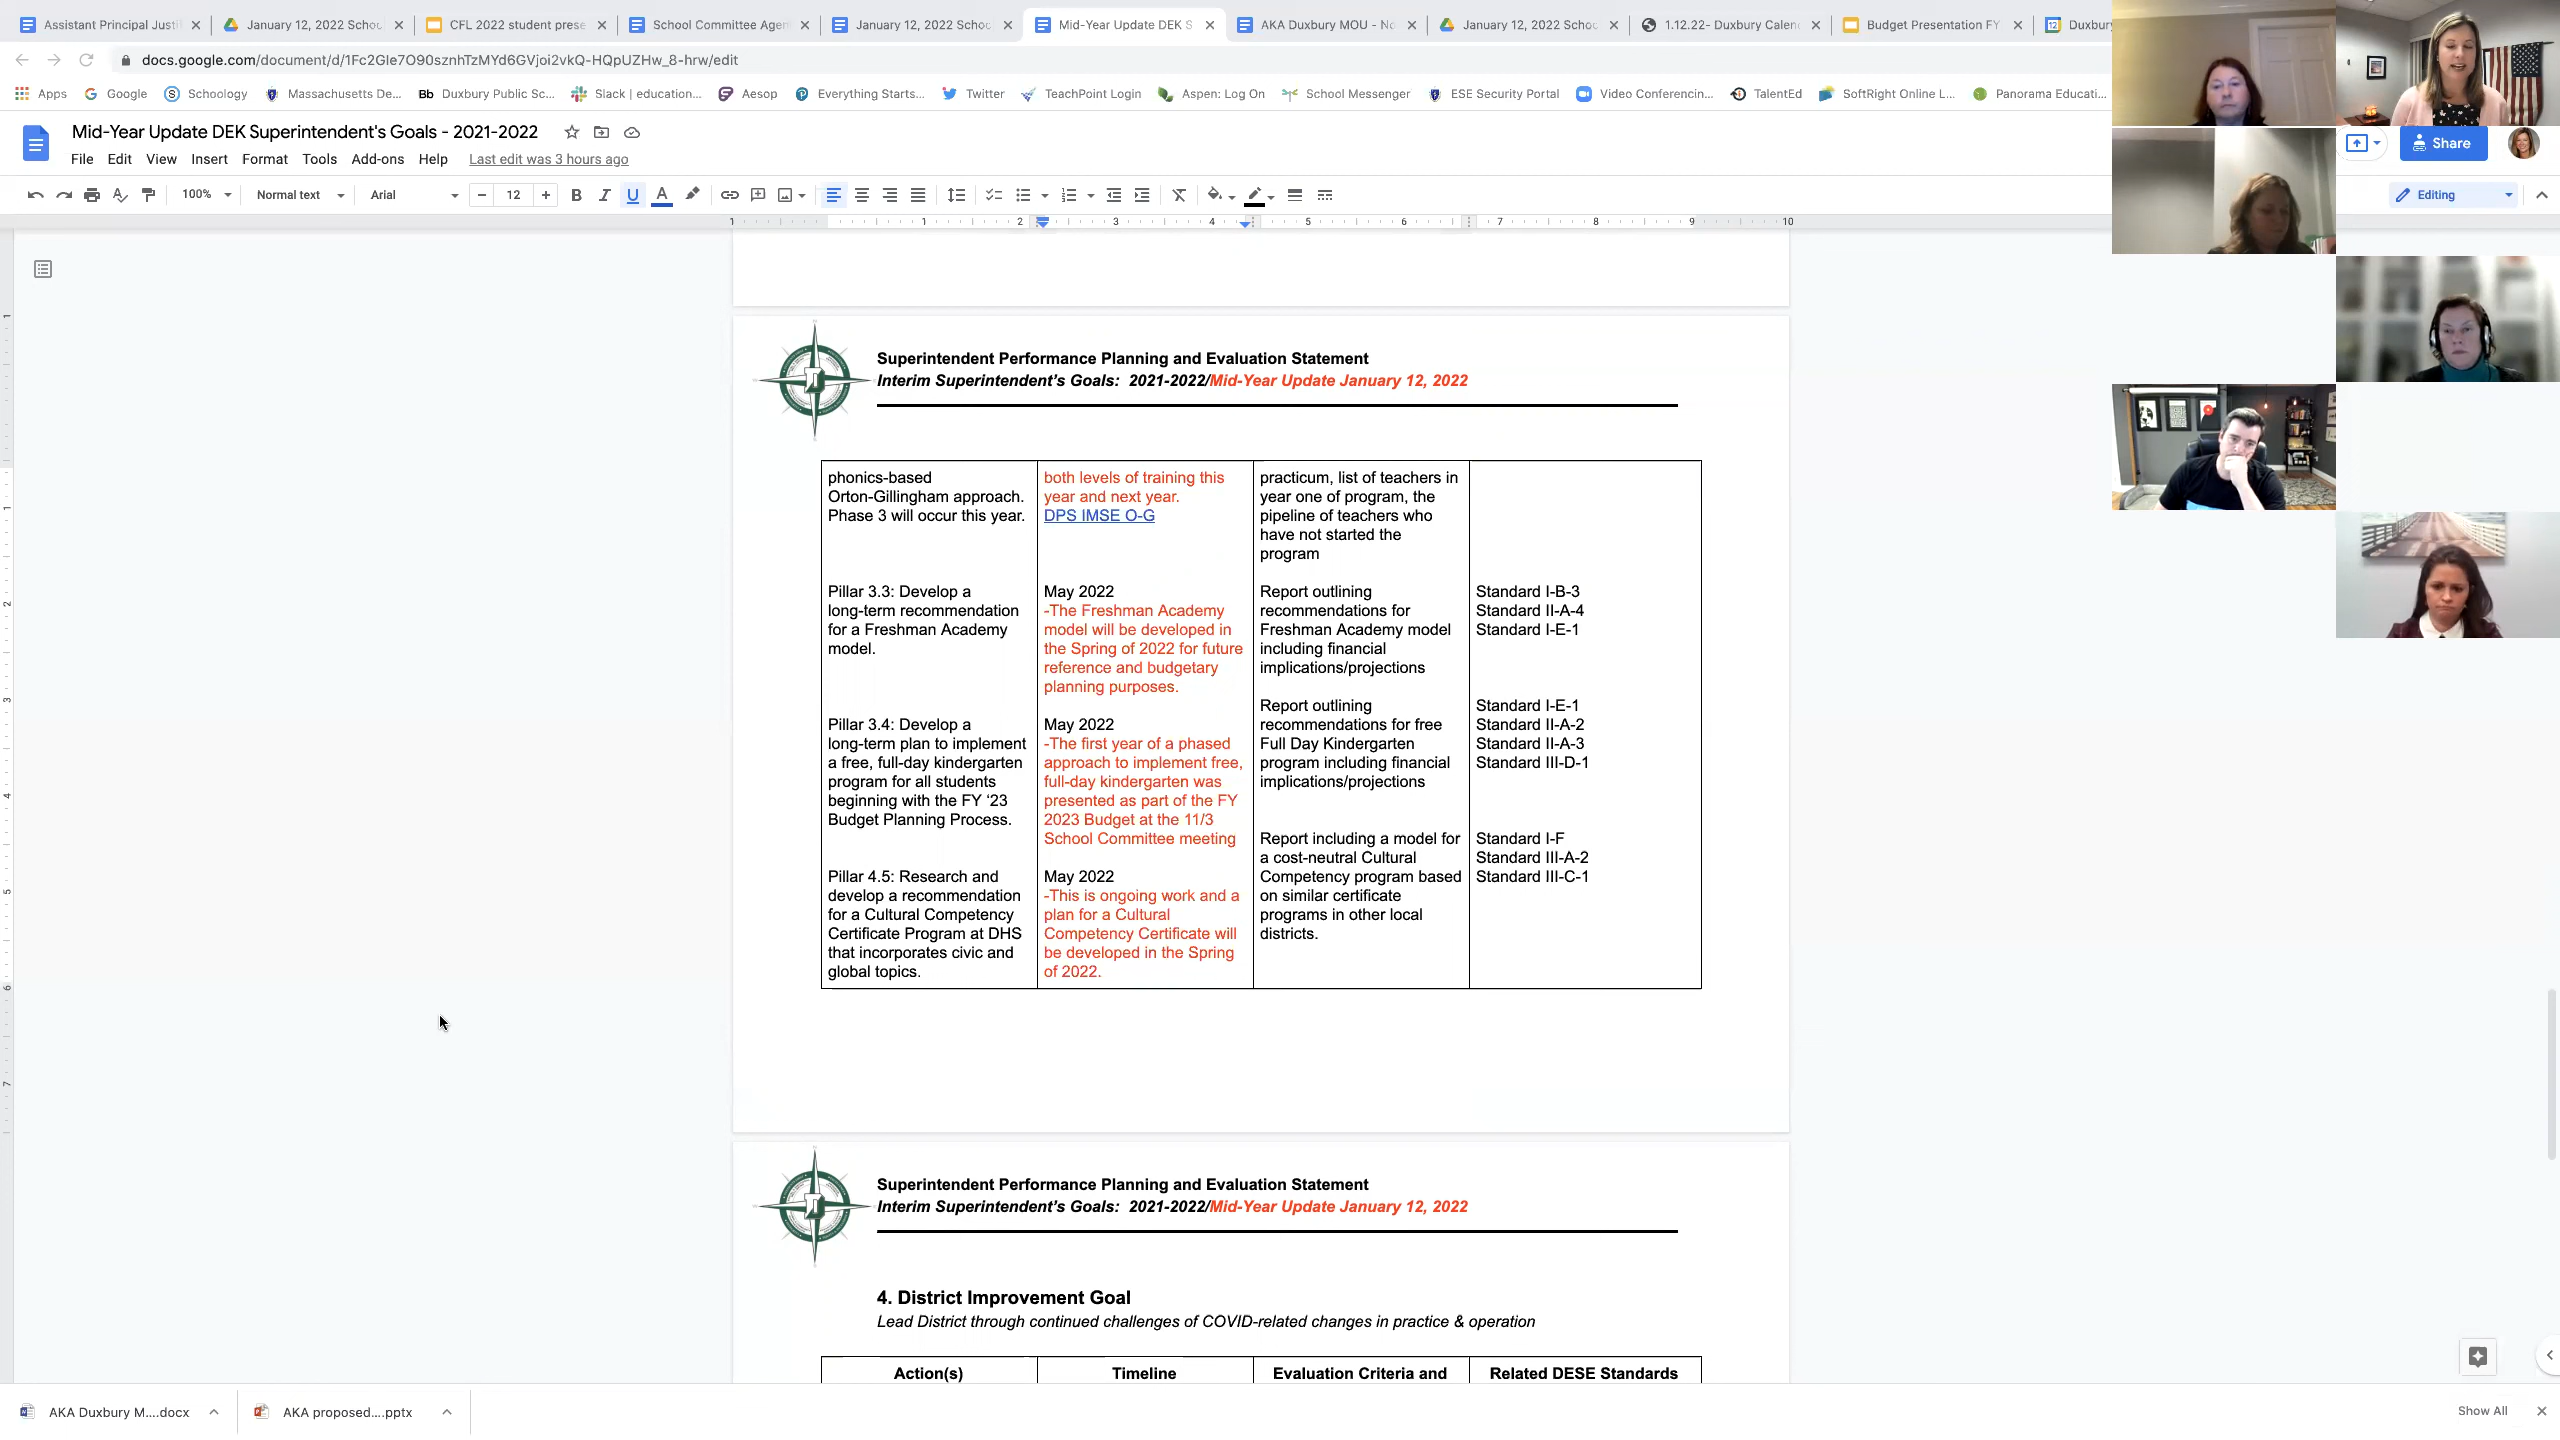 Assistant Principal Justi
January 12, 2022 Schoo
CFL 2022 student prese
School Committee Agen
January 12, 2022 Schoo
Mid-Year Update DEK S
AKA Duxbury MOU - No
January 12, 2022 Schoo
1.12.22- Duxbury Calend
Budget Presentation FY
Duxbury
docs.google.com/document/d/1Fc2Gle7O90sznhTzMYd6GVjoi2vkQ-HQpUZHw_8-hrw/edit
Apps
Google
Schoology
Massachusetts De...
Bb Duxbury Public Sc...
Slack | education...
Aesop
Everything Starts...
Twitter
TeachPoint Login
Aspen: Log On
School Messenger
ESE Security Portal
Video Conferencin...
TalentEd
SoftRight Online L...
Panorama Educati...
Mid-Year Update DEK Superintendent's Goals - 2021-2022
File Edit View Insert Format Tools Add-ons Help Last edit was 3 hours ago
Share
100% Normal text Arial 12 B I U A
Editing
1 1 2 3 4 5 6 7 8 9 10
Superintendent Performance Planning and Evaluation Statement
Interim Superintendent's Goals: 2021-2022/Mid-Year Update January 12, 2022
phonics-based
Orton-Gillingham approach.
Phase 3 will occur this year.
both levels of training this
year and next year.
DPS IMSE O-G
practicum, list of teachers in
year one of program, the
pipeline of teachers who
have not started the
program
Pillar 3.3: Develop a
long-term recommendation
for a Freshman Academy
model.
May 2022
-The Freshman Academy
model will be developed in
the Spring of 2022 for future
reference and budgetary
planning purposes.
Report outlining
recommendations for
Freshman Academy model
including financial
implications/projections
Standard I-B-3
Standard II-A-4
Standard I-E-1
Pillar 3.4: Develop a
long-term plan to implement
a free, full-day kindergarten
program for all students
beginning with the FY ‘23
Budget Planning Process.
May 2022
-The first year of a phased
approach to implement free,
full-day kindergarten was
presented as part of the FY
2023 Budget at the 11/3
School Committee meeting
Report outlining
recommendations for free
Full Day Kindergarten
program including financial
implications/projections
Standard I-E-1
Standard II-A-2
Standard II-A-3
Standard III-D-1
Pillar 4.5: Research and
develop a recommendation
for a Cultural Competency
Certificate Program at DHS
that incorporates civic and
global topics.
May 2022
-This is ongoing work and a
plan for a Cultural
Competency Certificate will
be developed in the Spring
of 2022.
Report including a model for
a cost-neutral Cultural
Competency program based
on similar certificate
programs in other local
districts.
Standard I-F
Standard III-A-2
Standard III-C-1
Superintendent Performance Planning and Evaluation Statement
Interim Superintendent's Goals: 2021-2022/Mid-Year Update January 12, 2022
4. District Improvement Goal
Lead District through continued challenges of COVID-related changes in practice & operation
Action(s)
Timeline
Evaluation Criteria and
Related DESE Standards
AKA Duxbury M....docx
AKA proposed....pptx
Show All